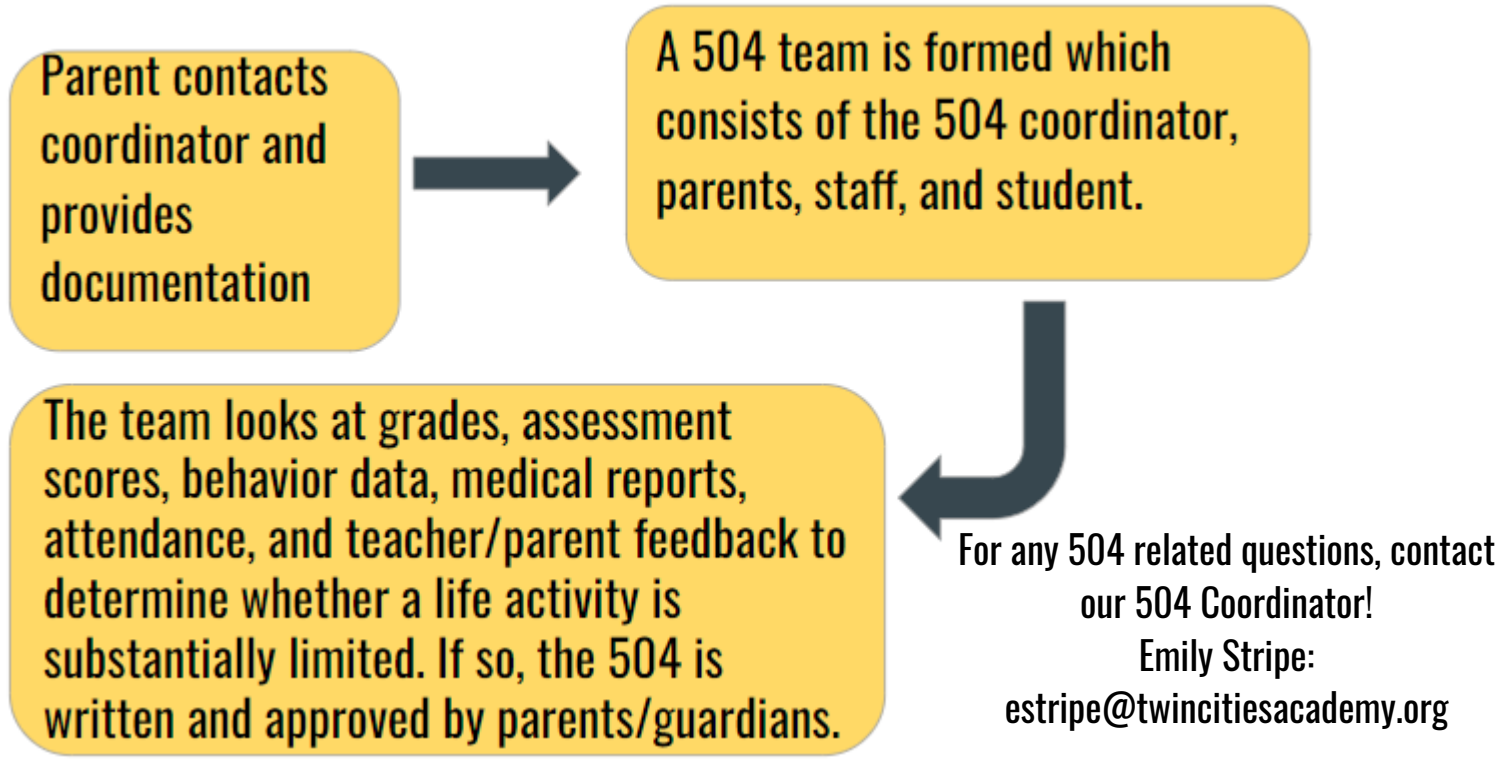 Parent contacts
coordinator and
provides
documentation
A 504 team is formed which
consists of the 504 coordinator,
parents, staff, and student.
The team looks at grades, assessment
scores, behavior data, medical reports,
attendance, and teacher/parent feedback to
determine whether a life activity is
substantially limited. If so, the 504 is
written and approved by parents/guardians.
For any 504 related questions, contact
our 504 Coordinator!
Emily Stripe:
estripe@twincitiesacademy.org